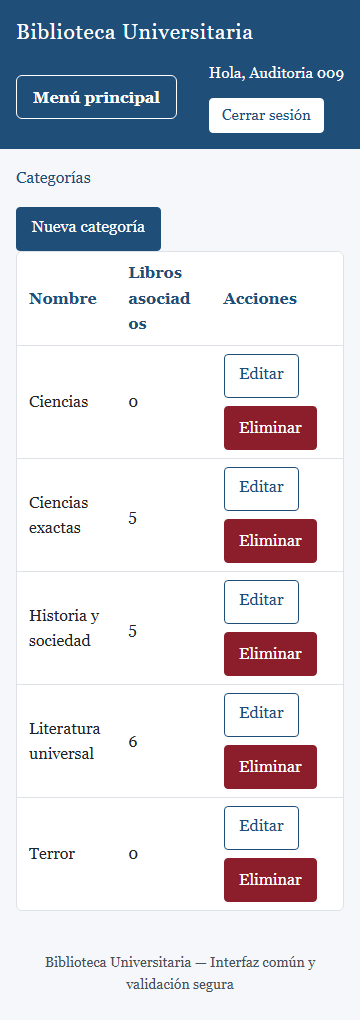 Biblioteca Universitaria
Menú principal
Hola, Auditoria 009
Cerrar sesión
Categorías
Nueva categoría
Nombre
Libros
asociad
os
Acciones
Ciencias
0
Editar
Eliminar
Ciencias
exactas
5
Editar
Eliminar
Historia y
sociedad
5
Editar
Eliminar
Literatura
universal
6
Editar
Eliminar
Terror
0
Editar
Eliminar
Biblioteca Universitaria — Interfaz común y
validación segura